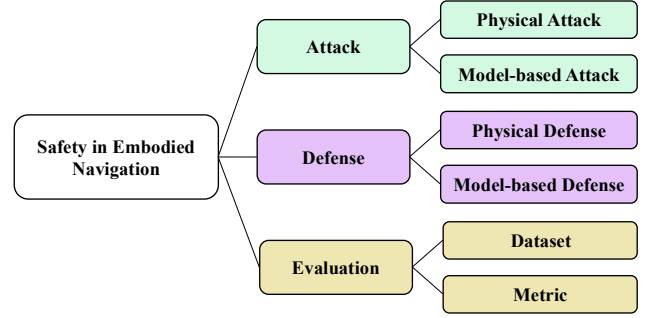 Safety in Embodied
Navigation
Attack
Physical Attack
Model-based Attack
Defense
Physical Defense
Model-based Defense
Evaluation
Dataset
Metric